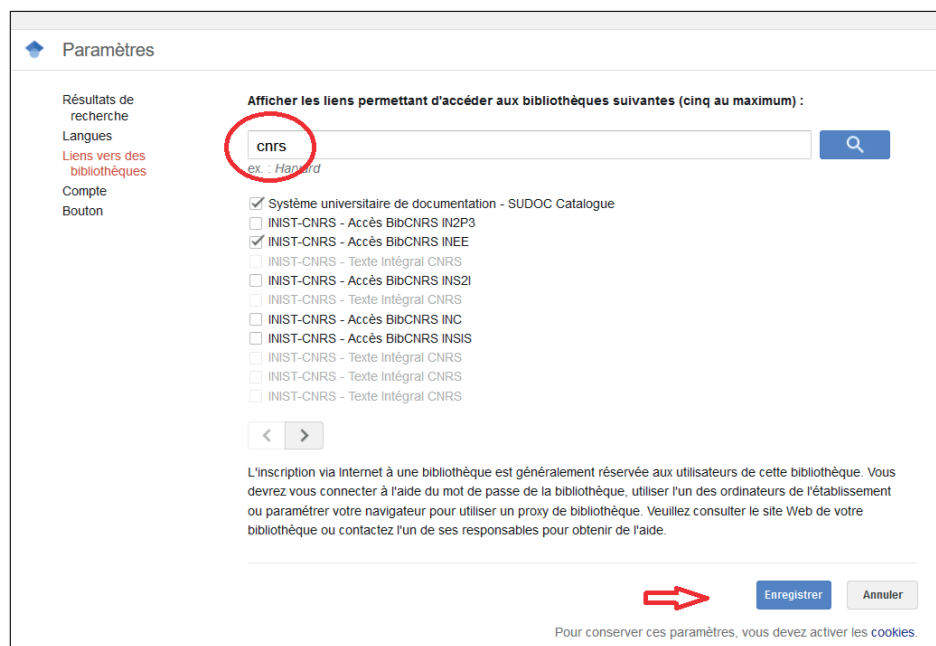 Paramètres
Résultats de
recherche
Langues
Liens vers des
bibliothèques
Compte
Bouton
Afficher les liens permettant d'accéder aux bibliothèques suivantes (cinq au maximum) :
cnrs
ex. : Harvard
Système universitaire de documentation - SUDOC Catalogue
INIST-CNRS - Accès BibCNRS IN2P3
INIST-CNRS - Accès BibCNRS INEE
INIST-CNRS - Texte Intégral CNRS
INIST-CNRS - Accès BibCNRS INS2I
INIST-CNRS - Texte Intégral CNRS
INIST-CNRS - Accès BibCNRS INC
INIST-CNRS - Accès BibCNRS INSIS
INIST-CNRS - Texte Intégral CNRS
INIST-CNRS - Texte Intégral CNRS
INIST-CNRS - Texte Intégral CNRS
L'inscription via Internet à une bibliothèque est généralement réservée aux utilisateurs de cette bibliothèque. Vous
devrez vous connecter à l'aide du mot de passe de la bibliothèque, utiliser l'un des ordinateurs de l'établissement
ou paramétrer votre navigateur pour utiliser un proxy de bibliothèque. Veuillez consulter le site Web de votre
bibliothèque ou contactez l'un de ses responsables pour obtenir de l'aide.
Enregistrer
Annuler
Pour conserver ces paramètres, vous devez activer les cookies.